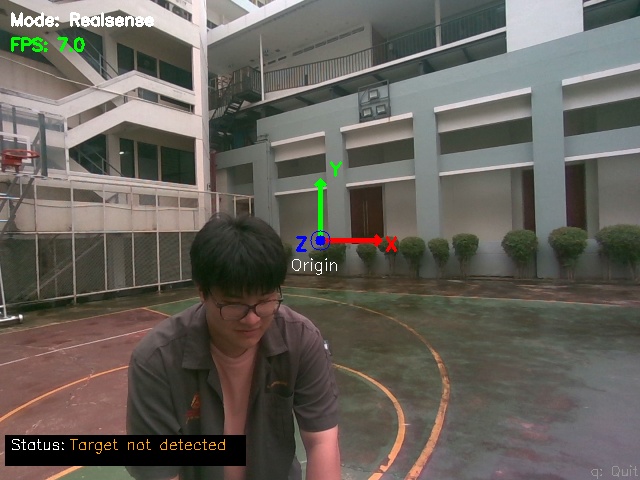 Mode: Realsense
FPS: 7.0
Y
Z
X
Origin
Status: Target not detected
q: Quit